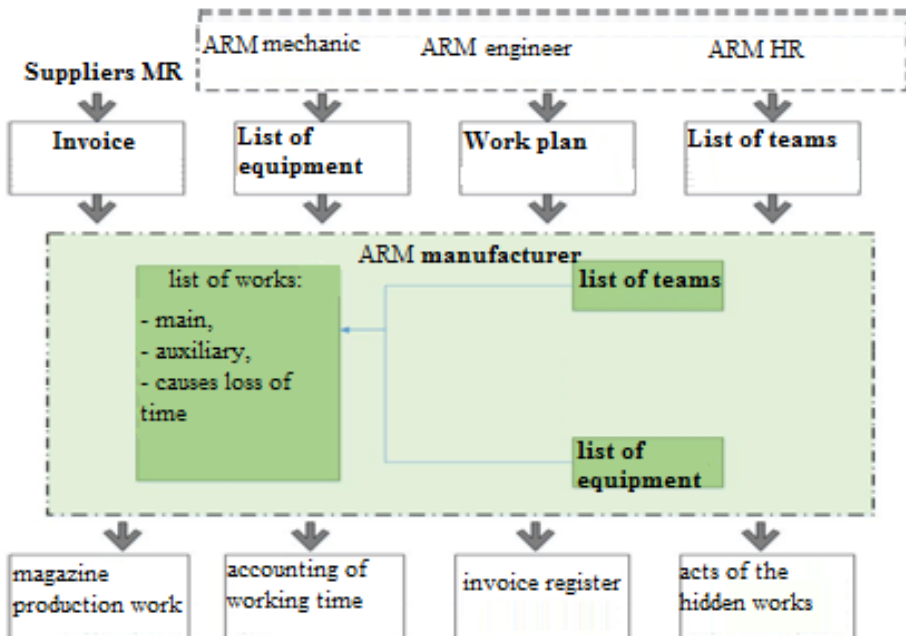 ARM mechanic
ARM engineer
ARM HR
Suppliers MR
Invoice
List of
equipment
Work plan
List of teams
ARM manufacturer
list of works:
- main,
- auxiliary,
- causes loss of
time
list of teams
list of
equipment
magazine
production work
accounting of
working time
invoice register
acts of the
hidden works